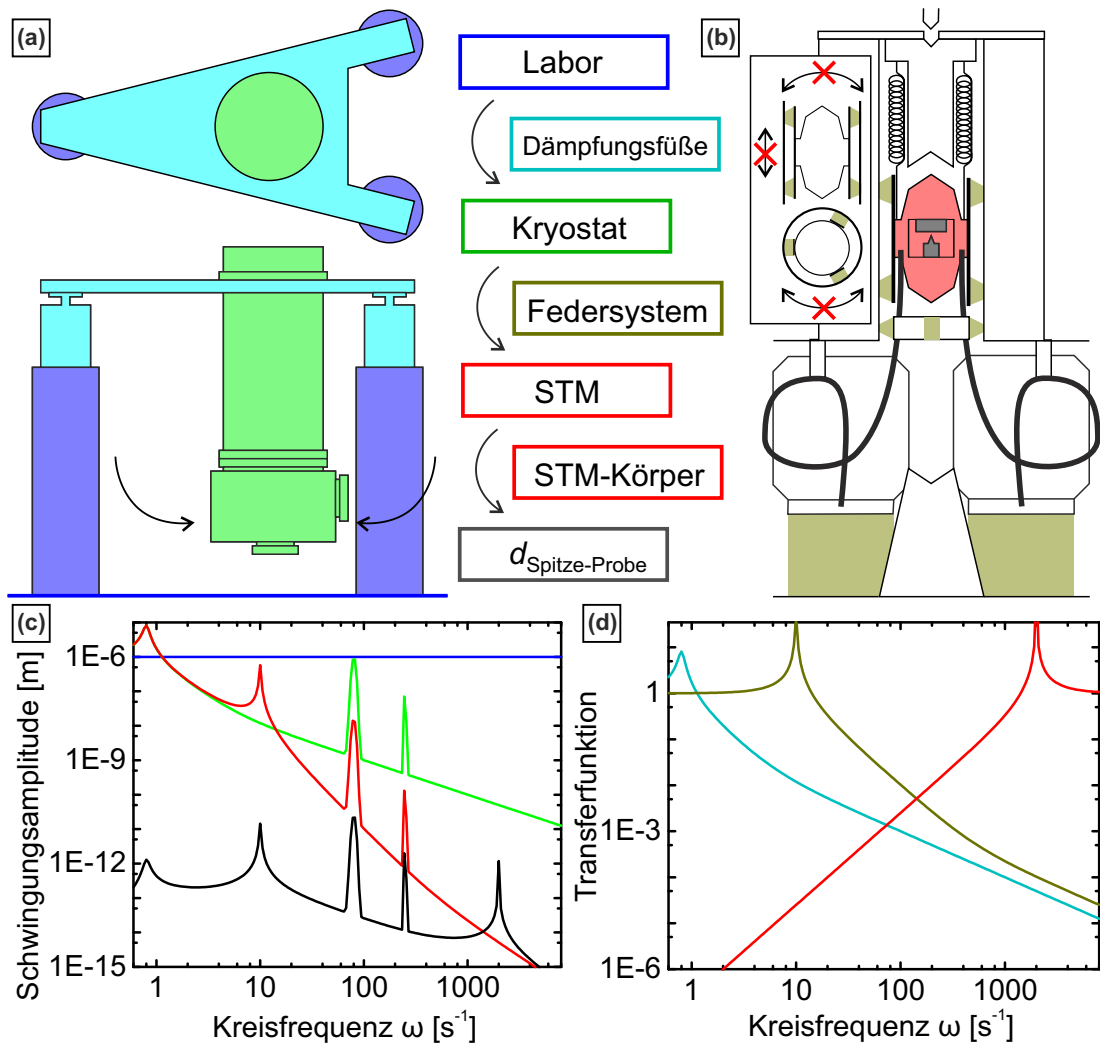 (a)
Labor
Dämpfungsfüße
Kryostat
Federsystem
STM
STM-Körper
dSpitze-Probe
(b)
(c)
Schwingungsamplitude [m]
1E-6
1E-9
1E-12
1E-15
1 10 100 1000
Kreisfrequenz ω [s⁻¹]
(d)
Transferfunktion
1
1E-3
1E-6
1 10 100 1000
Kreisfrequenz ω [s⁻¹]